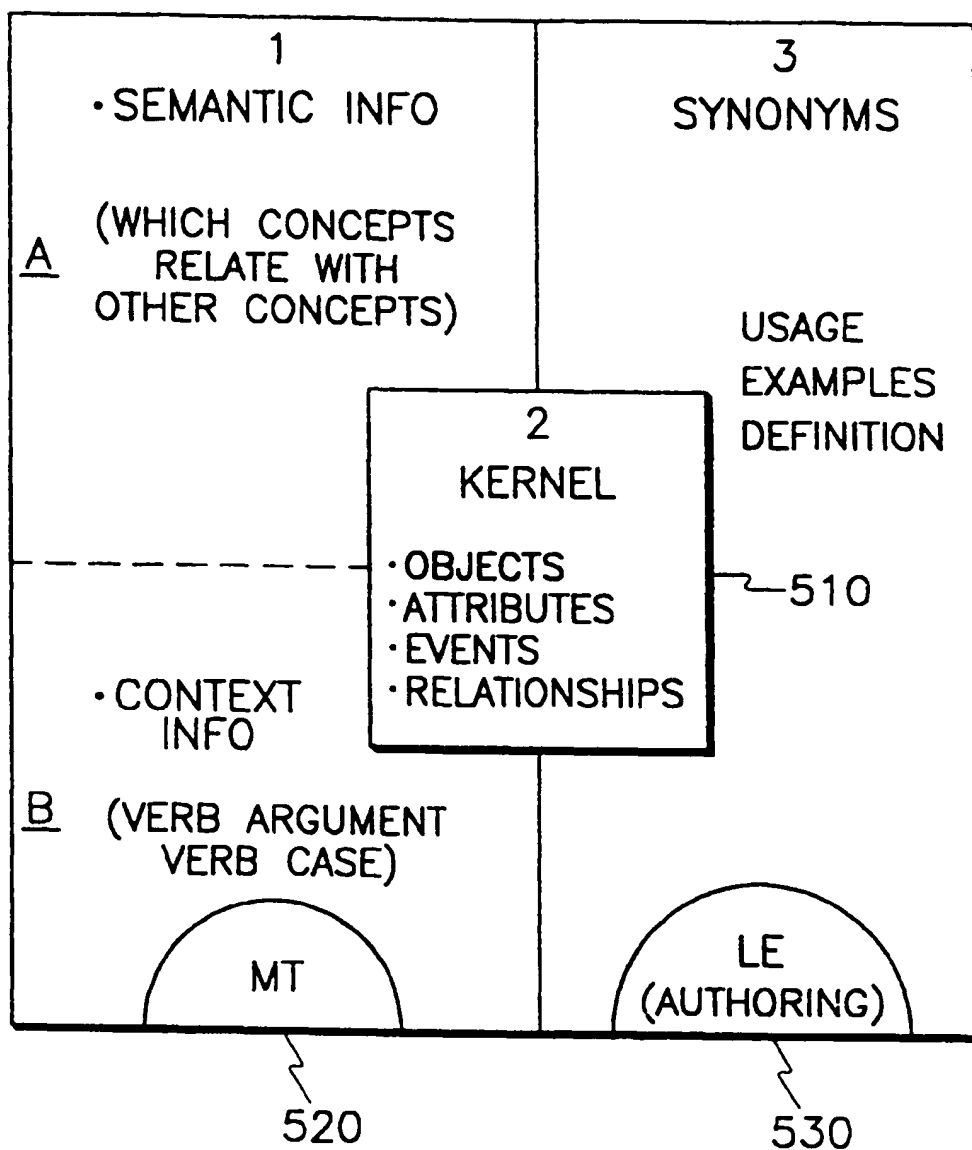 1
· SEMANTIC INFO
A
(WHICH CONCEPTS
RELATE WITH
OTHER CONCEPTS)
3
SYNONYMS
USAGE
EXAMPLES
DEFINITION
2
KERNEL
· OBJECTS
· ATTRIBUTES
· EVENTS
· RELATIONSHIPS
510
· CONTEXT
INFO
B
(VERB ARGUMENT
VERB CASE)
MT
LE
(AUTHORING)
520
530